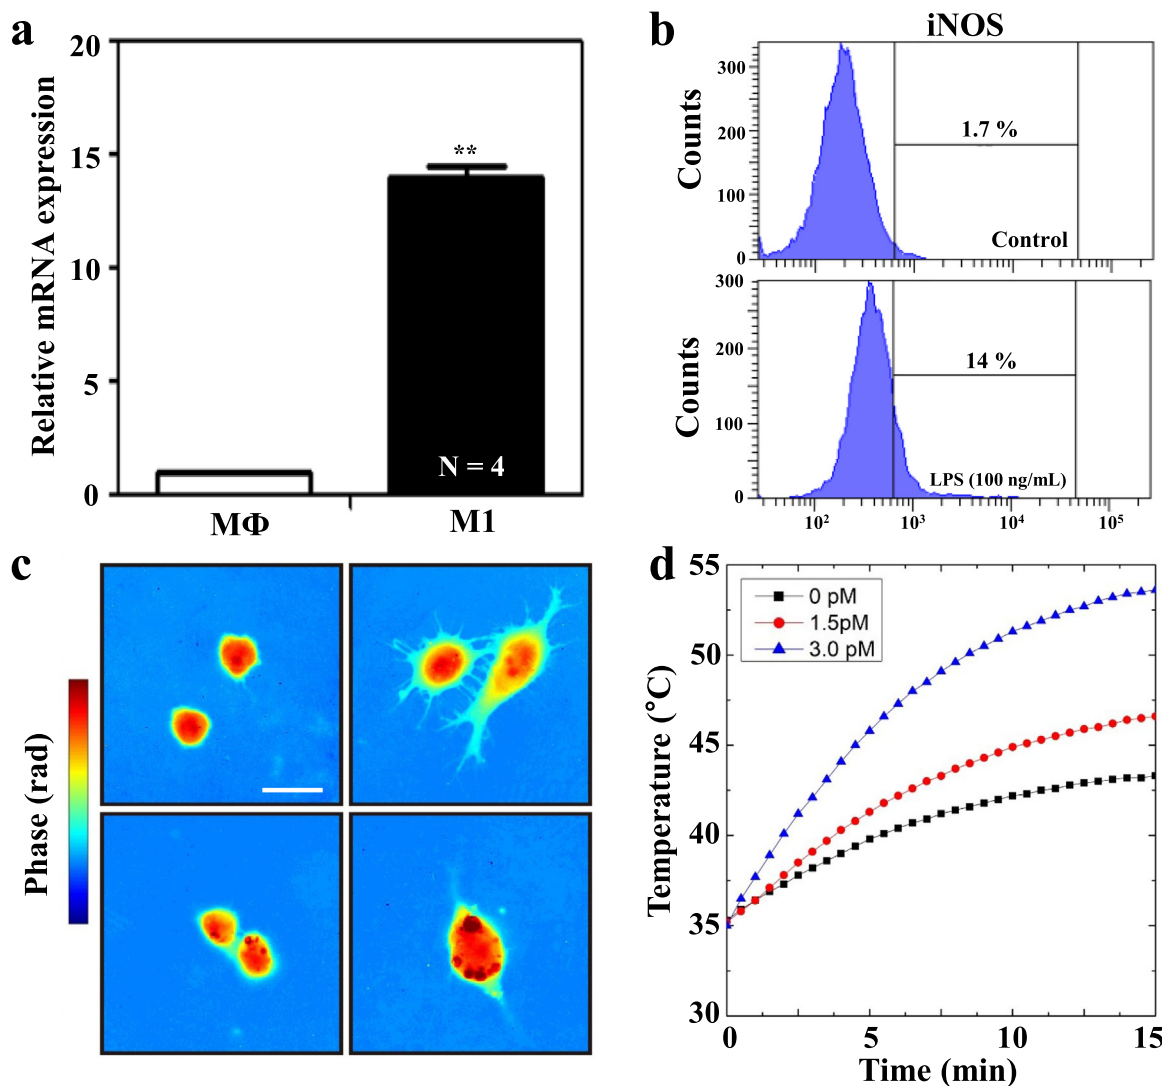 a
20
15
10
5
0
Relative mRNA expression
**
N = 4
MΦ
M1
b
iNOS
Counts
300
200
100
0
1.7 %
Control
Counts
300
200
100
0
14 %
LPS (100 ng/mL)
10² 10³ 10⁴ 10⁵
c
Phase (rad)
d
55
50
45
40
35
30
Temperature (°C)
0 pM
1.5pM
3.0 pM
0 5 10 15
Time (min)